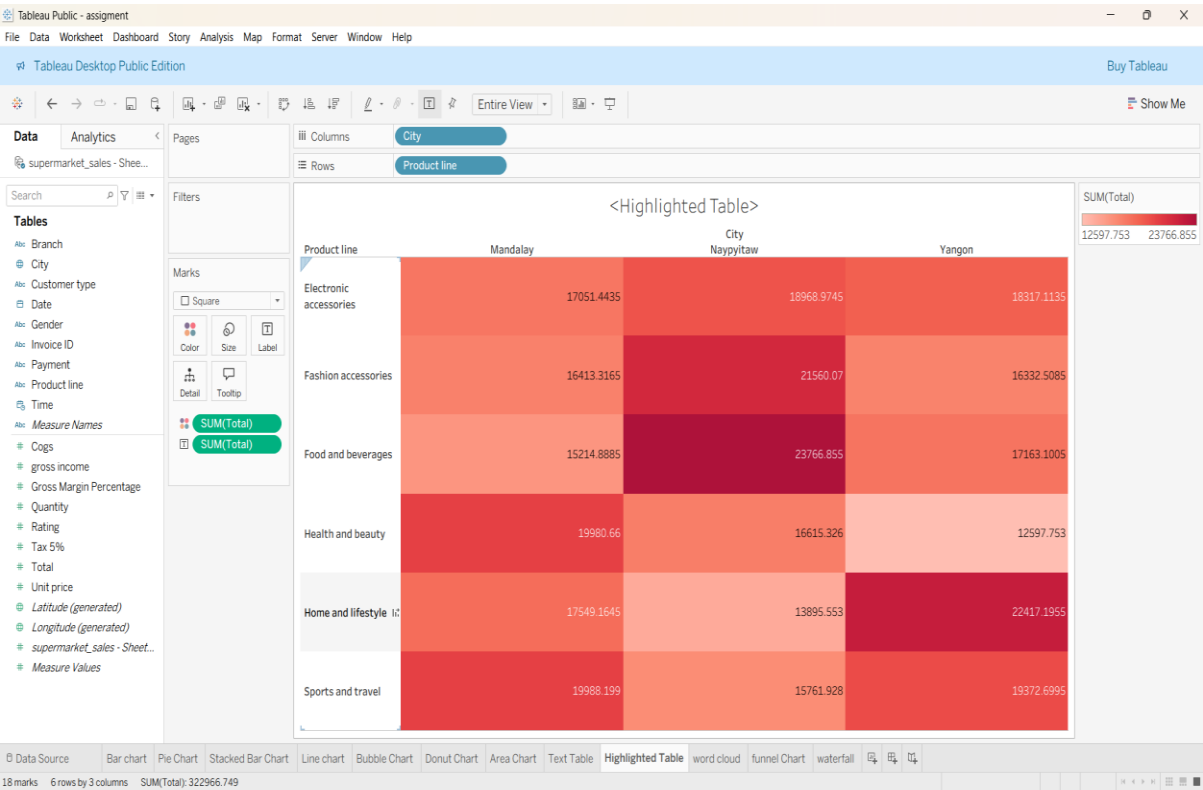 Tableau Public - assigment
File Data Worksheet Dashboard Story Analysis Map Format Server Window Help
Tableau Desktop Public Edition
Buy Tableau
Entire View
Show Me
Data
Analytics
supermarket_sales - Shee...
Search
Tables
Abc Branch
City
Abc Customer type
Date
Abc Gender
Abc Invoice ID
Abc Payment
Abc Product line
Time
Abc Measure Names
# Cogs
# gross income
# Gross Margin Percentage
# Quantity
# Rating
# Tax 5%
# Total
# Unit price
Latitude (generated)
Longitude (generated)
# supermarket_sales - Sheet...
# Measure Values
Pages
Filters
Marks
Square
Color Size Label
Detail Tooltip
SUM(Total)
SUM(Total)
Columns City
Rows Product line
<Highlighted Table>
City
Product line Mandalay Naypyitaw Yangon
Electronic
accessories
17051.4435 18968.9745 18317.1135
Fashion accessories 16413.3165 21560.07 16332.5085
Food and beverages 15214.8885 23766.855 17163.1005
Health and beauty 19980.66 16615.326 12597.753
Home and lifestyle 17549.1645 13895.553 22417.1955
Sports and travel 19988.199 15761.928 19372.6995
SUM(Total)
12597.753 23766.855
Data Source Bar chart Pie Chart Stacked Bar Chart Line chart Bubble Chart Donut Chart Area Chart Text Table Highlighted Table word cloud funnel Chart waterfall
18 marks 6 rows by 3 columns SUM(Total): 322966.749